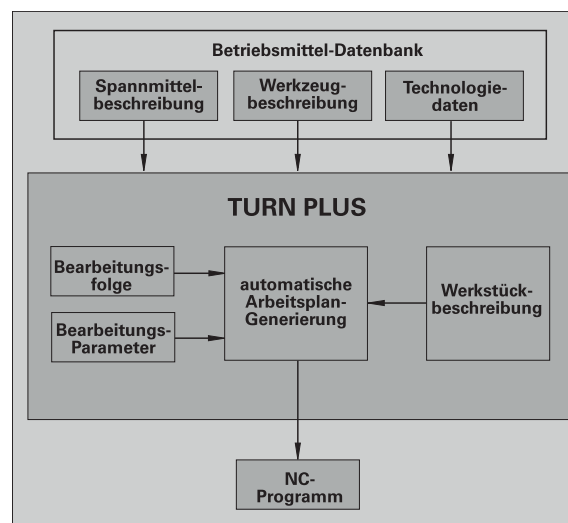 Betriebsmittel-Datenbank
Spannmittel-
beschreibung
Werkzeug-
beschreibung
Technologie-
daten
TURN PLUS
Bearbeitungs-
folge
Bearbeitungs-
Parameter
automatische
Arbeitsplan-
Generierung
Werkstück-
beschreibung
NC-
Programm